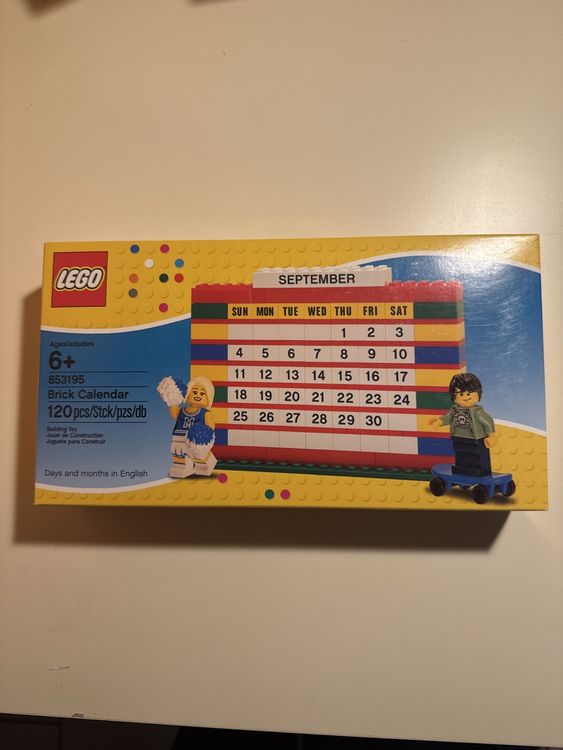 LEGO
Ages/edades
6+
853195
Brick Calendar
120 pcs/Stck/pzs/db
Building Toy
Jouet de Construction
Juguete para Construir
Days and months in English
SEPTEMBER
SUN MON TUE WED THU FRI SAT
1 2 3
4 5 6 7 8 9 10
11 12 13 14 15 16 17
18 19 20 21 22 23 24
25 26 27 28 29 30